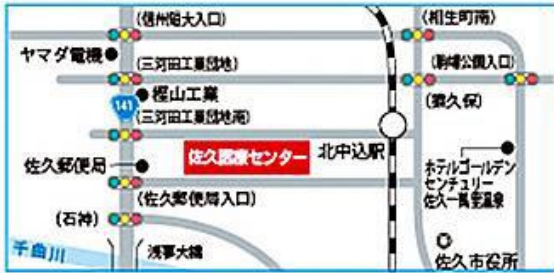 (信州短大入口)
(相生町南)
ヤマダ電機
(三河田工業団地)
(駒場公園入口)
141
樫山工業
(猿久保)
(三河田工業団地南)
佐久医療センター
北中込駅
佐久郵便局
ホテルゴールデン
センチュリー
佐久一萬里温泉
(佐久郵便局入口)
(石神)
千曲川
浅蓼大橋
佐久市役所